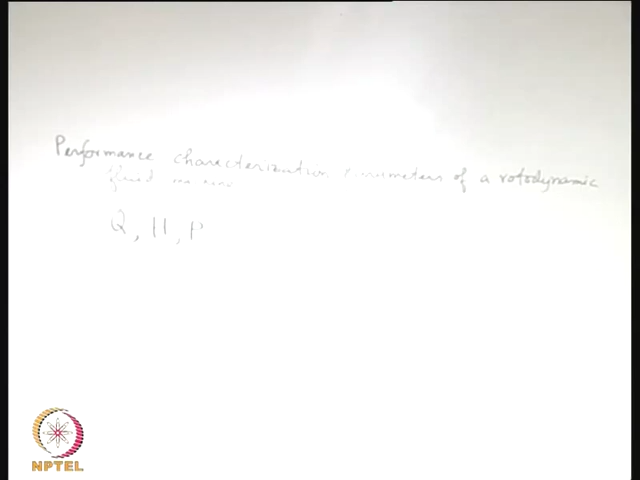 Performance characterization parameters of a rotodynamic
fluid machine
Q, H, P
NPTEL